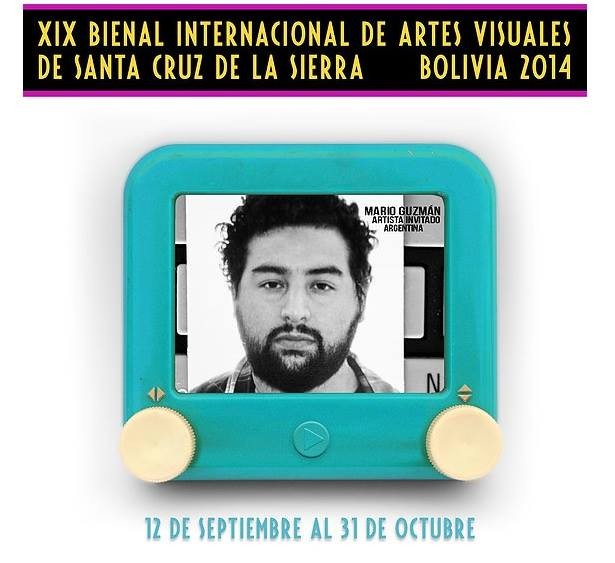 XIX BIENAL INTERNACIONAL DE ARTES VISUALES
DE SANTA CRUZ DE LA SIERRA BOLIVIA 2014
MARIO GUZMÁN
ARTISTA INVITADO
ARGENTINA
N
12 DE SEPTIEMBRE AL 31 DE OCTUBRE